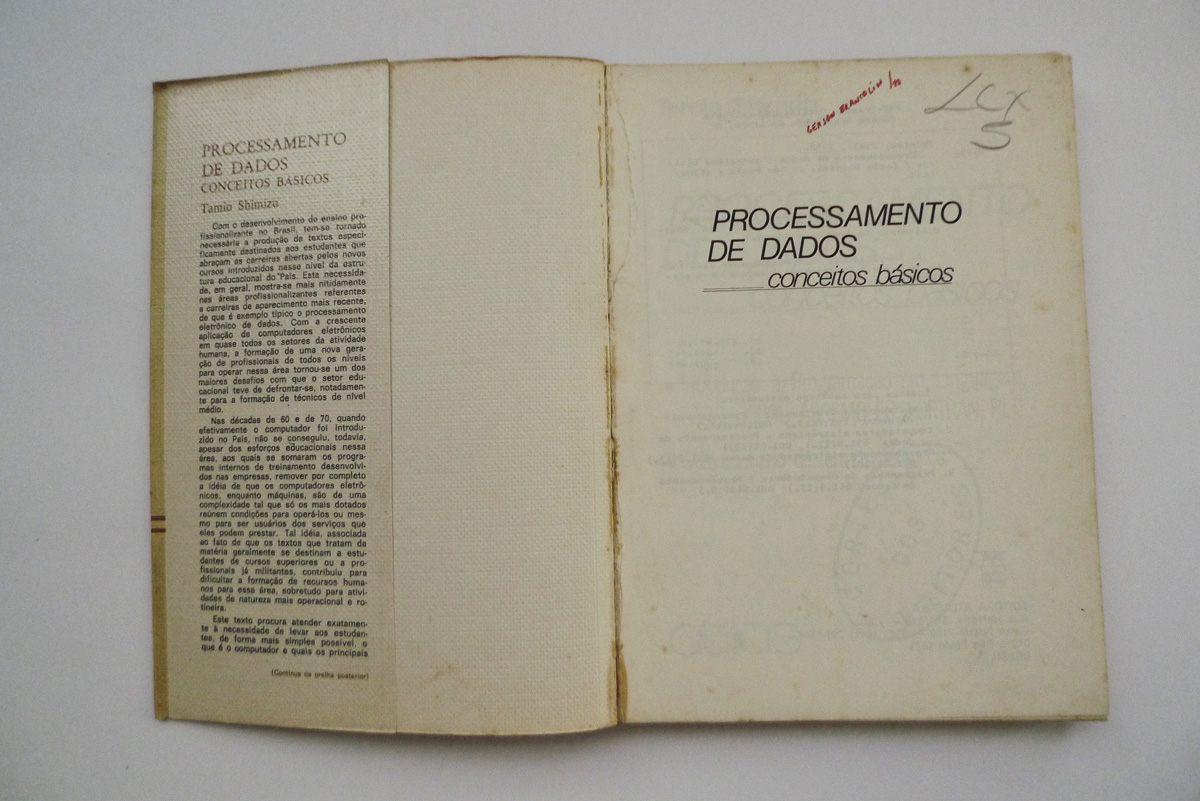 PROCESSAMENTO
DE DADOS
CONCEITOS BÁSICOS
Tamio Shimizu
Com o desenvolvimento do ensino pro-
fissionalizante no Brasil, tem-se tornado
necessária a produção de textos especi-
ficamente destinados aos estudantes que
abraçam as carreiras abertas pelos novos
cursos introduzidos nesse nível da estru-
tura educacional do País. Esta necessida-
de, em geral, mostra-se mais nitidamente
nas áreas profissionalizantes referentes
a carreiras de aparecimento mais recente,
de que é exemplo típico o processamento
eletrônico de dados. Com a crescente
aplicação de computadores eletrônicos
em quase todos os setores da atividade
humana, a formação de uma nova gera-
ção de profissionais de todos os níveis
para operar nessa área tornou-se um dos
maiores desafios com que o setor edu-
cacional teve de defrontar-se, notadamen-
te para a formação de técnicos de nível
médio.
Nas décadas de 60 e de 70, quando
efetivamente o computador foi introdu-
zido no País, não se conseguiu, todavia,
apesar dos esforços educacionais nessa
área, aos quais se somaram os progra-
mas internos de treinamento desenvolvi-
dos nas empresas, remover por completo
a idéia de que os computadores eletrô-
nicos, enquanto máquinas, são de uma
complexidade tal que só os mais dotados
reúnem condições para operá-los ou mes-
mo para ser usuários dos serviços que
eles podem prestar. Tal idéia, associada
ao fato de que os textos que tratam da
matéria geralmente se destinam a estu-
dantes de cursos superiores ou a pro-
fissionais já militantes, contribuiu para
dificultar a formação de recursos huma-
nos para essa área, sobretudo para ativi-
dades de natureza mais operacional e ro-
tineira.
Este texto procura atender exatamen-
te à necessidade de levar aos estudan-
tes, de forma mais simples possível, o
que é o computador e quais os principais
(Continua na orelha posterior)
LCX
5
PROCESSAMENTO
DE DADOS
conceitos básicos